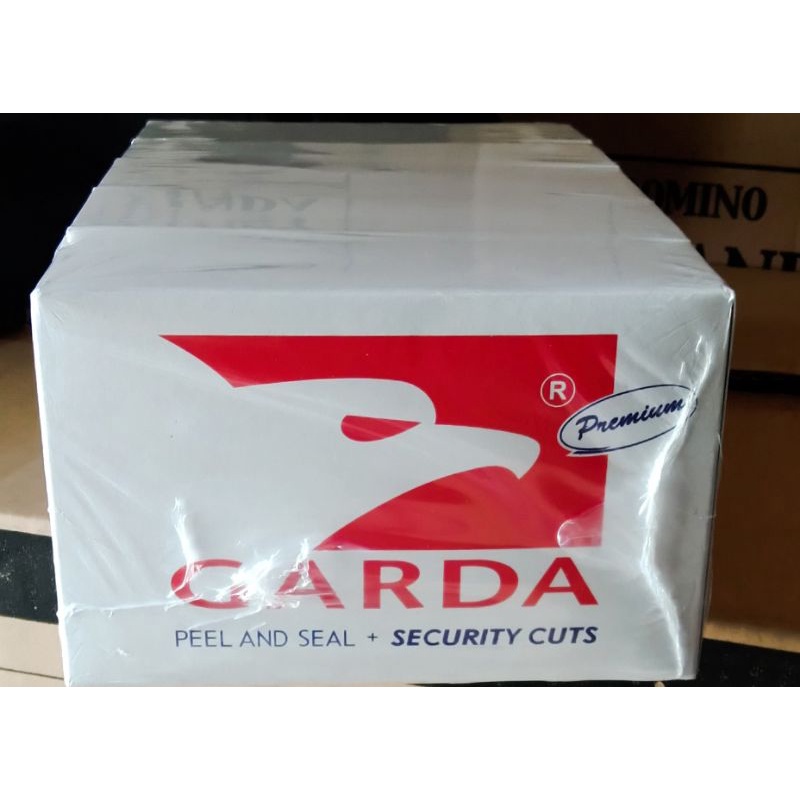 OMINO
®
Premium
GARDA
PEEL AND SEAL + SECURITY CUTS